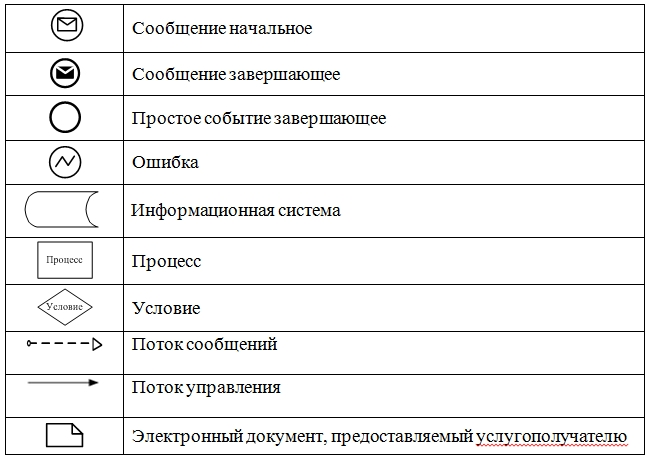 Сообщение начальное
Сообщение завершающее
Простое событие завершающее
Ошибка
Информационная система
Процесс
Процесс
Условие
Условие
Поток сообщений
Поток управления
Электронный документ, предоставляемый услугополучателю